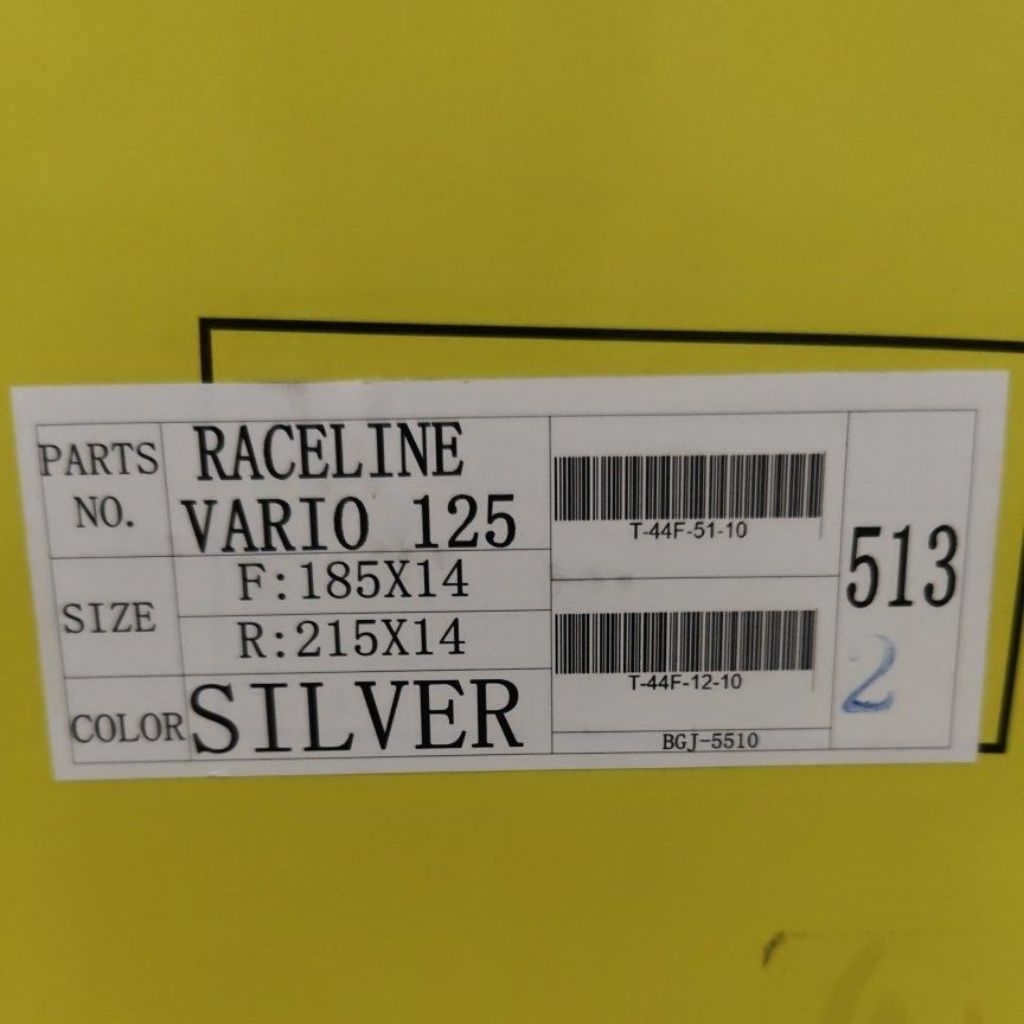 PARTS
NO.
RACELINE
VARIO 125
SIZE
F:185X14
R:215X14
COLOR
SILVER
T-44F-51-10
T-44F-12-10
BGJ-5510
513
2